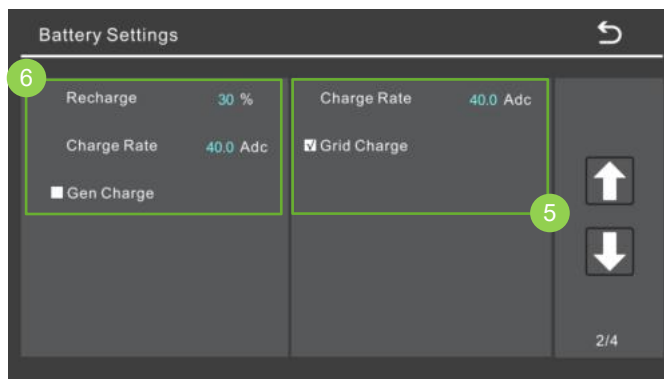 Battery Settings
6
Recharge 30 %
Charge Rate 40.0 Adc
Gen Charge
Charge Rate 40.0 Adc
Grid Charge
5
2/4